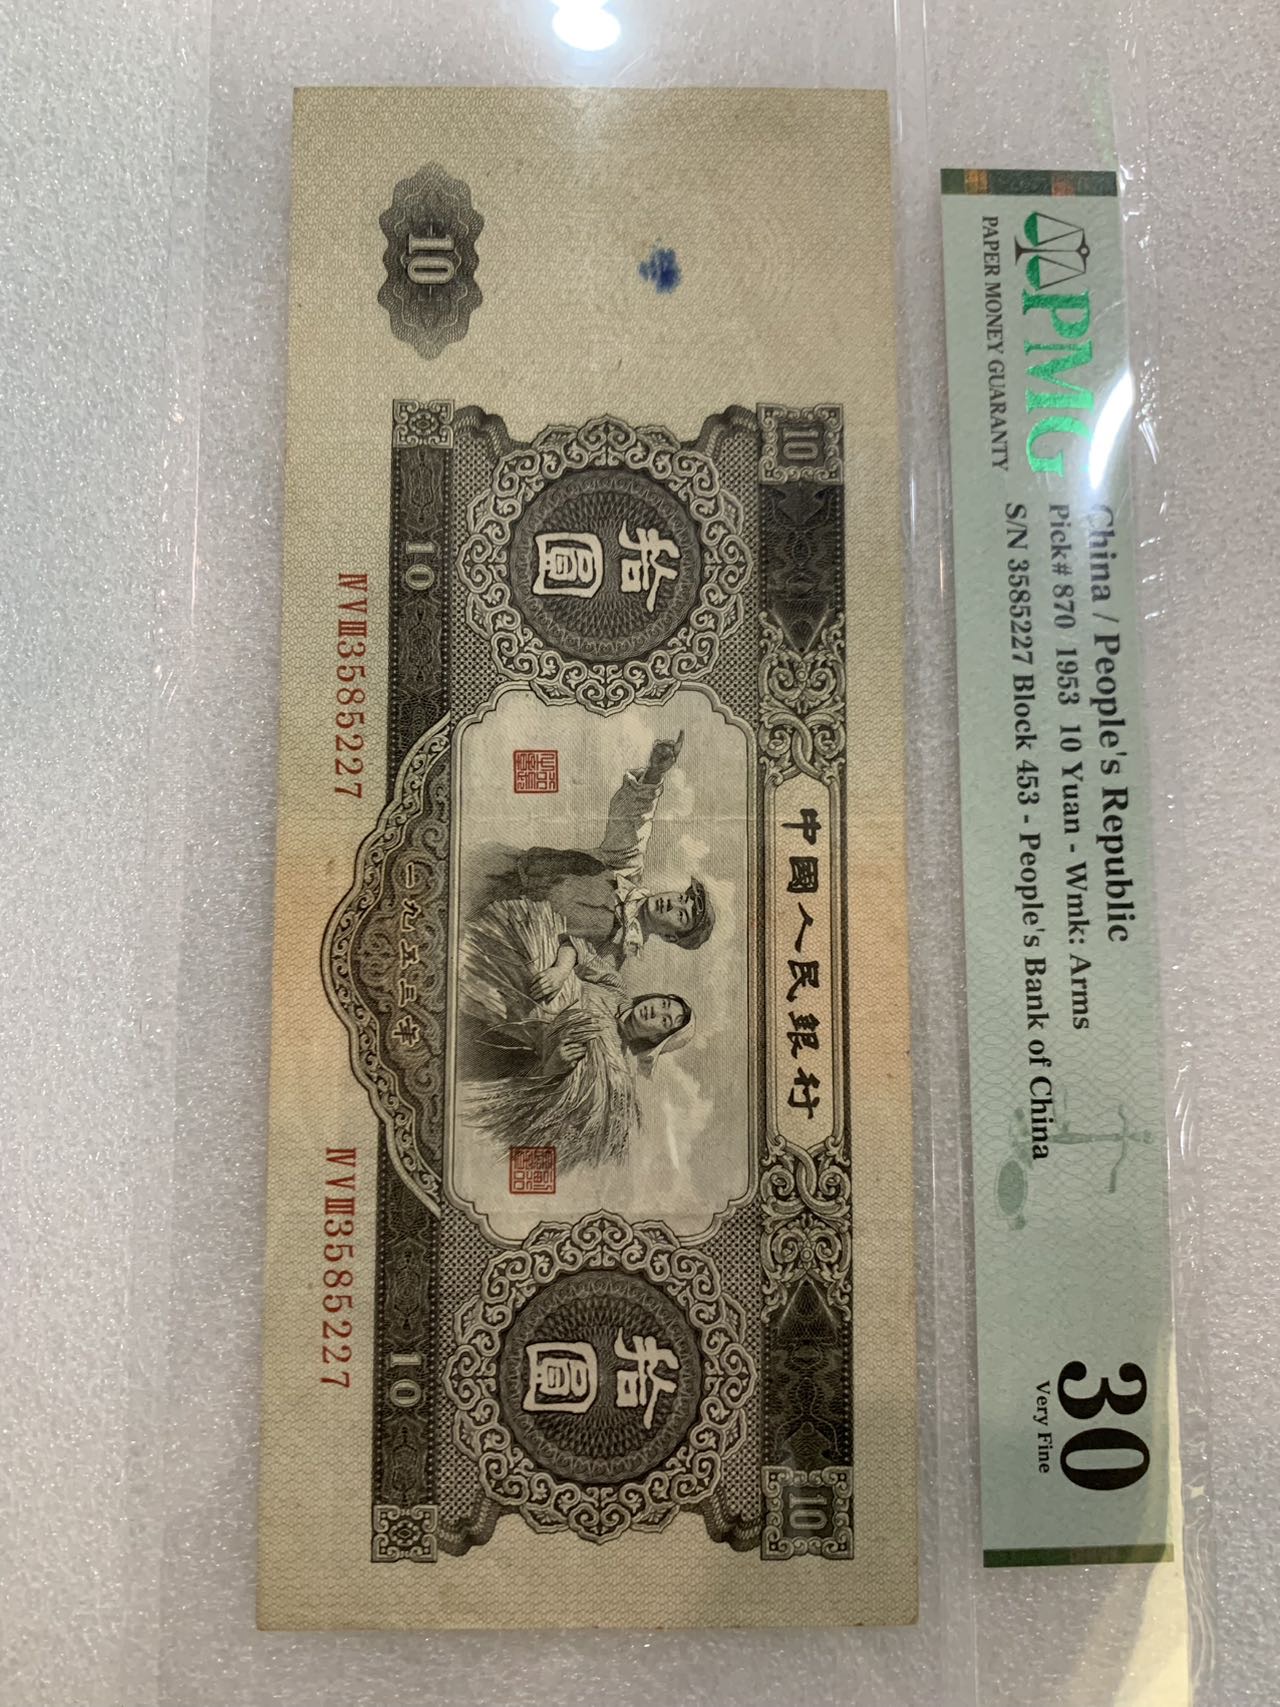 PMG
PAPER MONEY GUARANTY
China / People's Republic
Pick# 870 1953 10 Yuan - Wmk: Arms
S/N 3585227 Block 453 - People's Bank of China
30
Very Fine
10
10
中國人民銀行
10
拾圓
拾圓
10
一九五三年
10
ⅣⅤⅢ3585227
ⅣⅤⅢ3585227